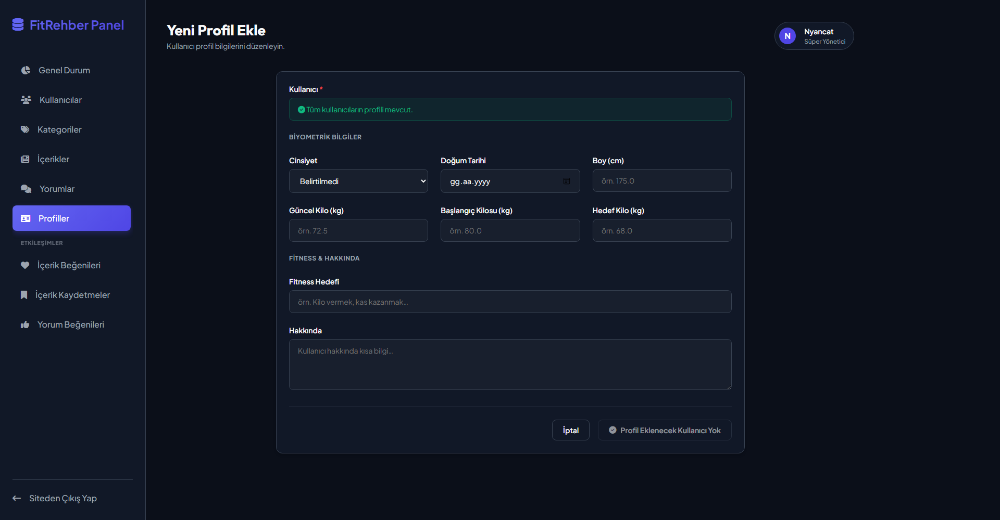 FitRehber Panel
Genel Durum
Kullanıcılar
Kategoriler
İçerikler
Yorumlar
Profiller
ETKİLEŞİMLER
İçerik Beğenileri
İçerik Kaydetmeler
Yorum Beğenileri
Siteden Çıkış Yap
Yeni Profil Ekle
Kullanıcı profil bilgilerini düzenleyin.
N
Nyancat
Süper Yönetici
Kullanıcı *
Tüm kullanıcıların profili mevcut.
BİYOMETRİK BİLGİLER
Cinsiyet
Belirtilmedi
Doğum Tarihi
gg.aa.yyyy
Boy (cm)
örn. 175.0
Güncel Kilo (kg)
örn. 72.5
Başlangıç Kilosu (kg)
örn. 80.0
Hedef Kilo (kg)
örn. 68.0
FİTNESS & HAKKINDA
Fitness Hedefi
örn. Kilo vermek, kas kazanmak...
Hakkında
Kullanıcı hakkında kısa bilgi...
İptal
Profil Eklenecek Kullanıcı Yok